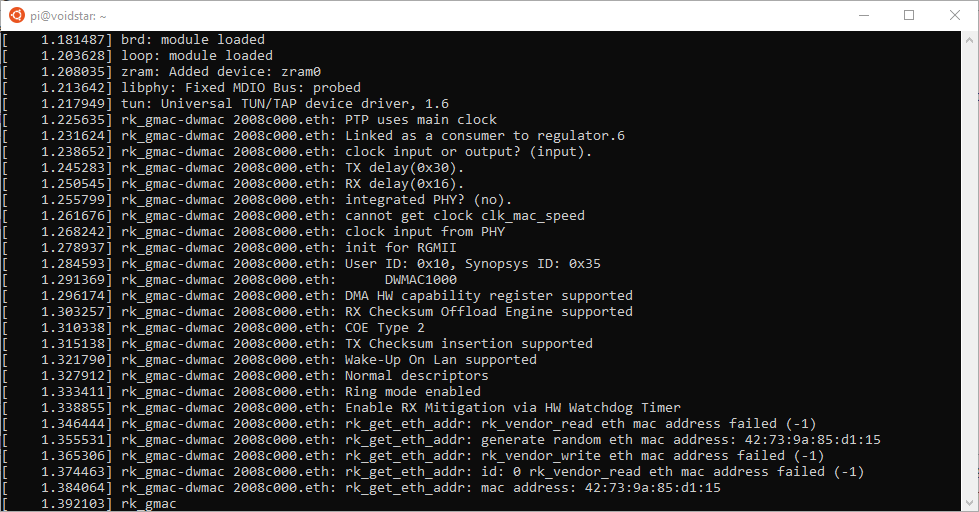 pi@voidstar: ~
[    1.181487] brd: module loaded
[    1.203628] loop: module loaded
[    1.208035] zram: Added device: zram0
[    1.213642] libphy: Fixed MDIO Bus: probed
[    1.217949] tun: Universal TUN/TAP device driver, 1.6
[    1.225635] rk_gmac-dwmac 2008c000.eth: PTP uses main clock
[    1.231624] rk_gmac-dwmac 2008c000.eth: Linked as a consumer to regulator.6
[    1.238652] rk_gmac-dwmac 2008c000.eth: clock input or output? (input).
[    1.245283] rk_gmac-dwmac 2008c000.eth: TX delay(0x30).
[    1.250545] rk_gmac-dwmac 2008c000.eth: RX delay(0x16).
[    1.255799] rk_gmac-dwmac 2008c000.eth: integrated PHY? (no).
[    1.261676] rk_gmac-dwmac 2008c000.eth: cannot get clock clk_mac_speed
[    1.268242] rk_gmac-dwmac 2008c000.eth: clock input from PHY
[    1.278937] rk_gmac-dwmac 2008c000.eth: init for RGMII
[    1.284593] rk_gmac-dwmac 2008c000.eth: User ID: 0x10, Synopsys ID: 0x35
[    1.291369] rk_gmac-dwmac 2008c000.eth:      DWMAC1000
[    1.296174] rk_gmac-dwmac 2008c000.eth: DMA HW capability register supported
[    1.303257] rk_gmac-dwmac 2008c000.eth: RX Checksum Offload Engine supported
[    1.310338] rk_gmac-dwmac 2008c000.eth: COE Type 2
[    1.315138] rk_gmac-dwmac 2008c000.eth: TX Checksum insertion supported
[    1.321790] rk_gmac-dwmac 2008c000.eth: Wake-Up On Lan supported
[    1.327912] rk_gmac-dwmac 2008c000.eth: Normal descriptors
[    1.333411] rk_gmac-dwmac 2008c000.eth: Ring mode enabled
[    1.338855] rk_gmac-dwmac 2008c000.eth: Enable RX Mitigation via HW Watchdog Timer
[    1.346444] rk_gmac-dwmac 2008c000.eth: rk_get_eth_addr: rk_vendor_read eth mac address failed (-1)
[    1.355531] rk_gmac-dwmac 2008c000.eth: rk_get_eth_addr: generate random eth mac address: 42:73:9a:85:d1:15
[    1.365306] rk_gmac-dwmac 2008c000.eth: rk_get_eth_addr: rk_vendor_write eth mac address failed (-1)
[    1.374463] rk_gmac-dwmac 2008c000.eth: rk_get_eth_addr: id: 0 rk_vendor_read eth mac address failed (-1)
[    1.384064] rk_gmac-dwmac 2008c000.eth: rk_get_eth_addr: mac address: 42:73:9a:85:d1:15
[    1.392103] rk_gmac